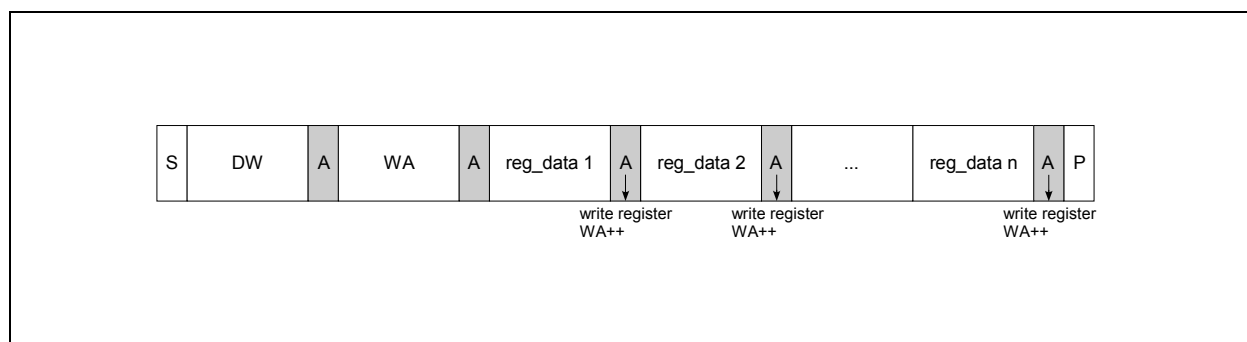 S DW A WA A reg_data 1 A reg_data 2 A ... reg_data n A P
write register write register write register
WA++ WA++ WA++